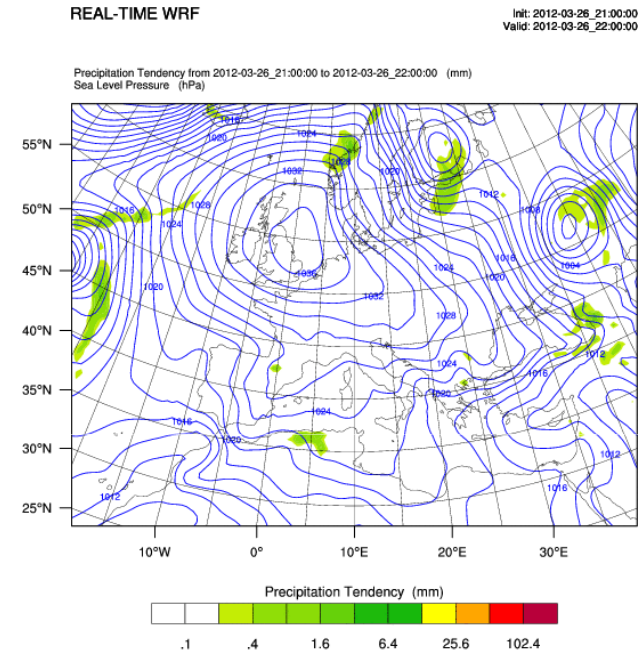 REAL-TIME WRF
Init: 2012-03-26_21:00:00
Valid: 2012-03-26_22:00:00
Precipitation Tendency from 2012-03-26_21:00:00 to 2012-03-26_22:00:00 (mm)
Sea Level Pressure (hPa)
55°N
50°N
45°N
40°N
35°N
30°N
25°N
1016
1020
1024
1028
1032
1020
1012
1016
1028
1024
1008
1004
1016
1024
1020
1036
1020
1032
1028
1012
1024
1016
1020
1024
1016
1020
1012
1016
1012
10°W 0° 10°E 20°E 30°E
Precipitation Tendency (mm)
.1 .4 1.6 6.4 25.6 102.4